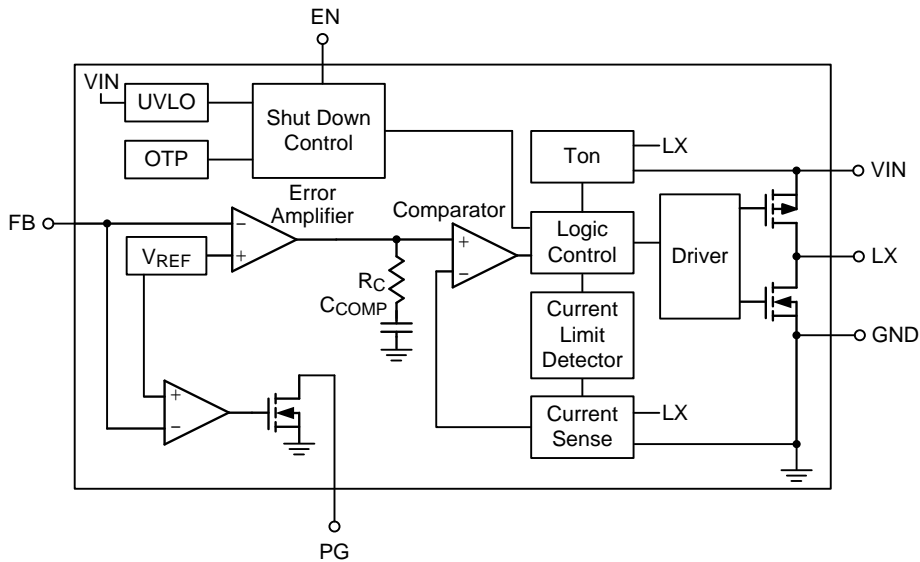 EN
VIN
UVLO
OTP
Shut Down
Control
Ton
LX
VIN
Error
Amplifier
Comparator
FB
−
+
VREF
+
−
Logic
Control
Driver
LX
RC
CCOMP
Current
Limit
Detector
GND
+
−
Current
Sense
LX
PG